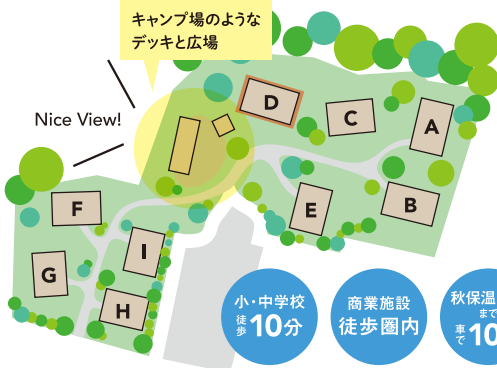 キャンプ場のような
デッキと広場
Nice View!
D
C
A
B
E
F
G
I
H
小・中学校
徒歩10分
商業施設
徒歩圏内
秋保温
まで
車で10